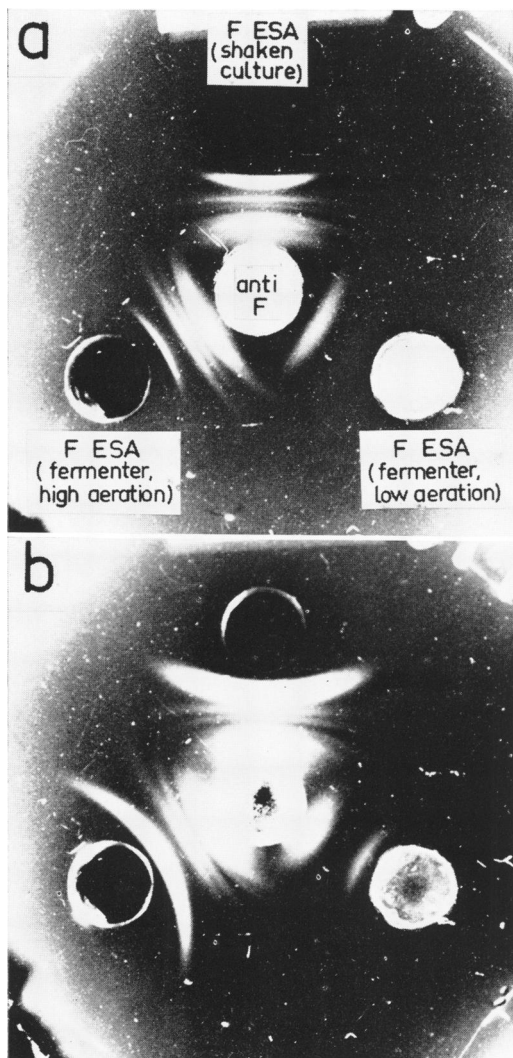 a
F ESA
(shaken
culture)
anti
F
F ESA
(fermenter,
high aeration)
F ESA
(fermenter,
low aeration)
b